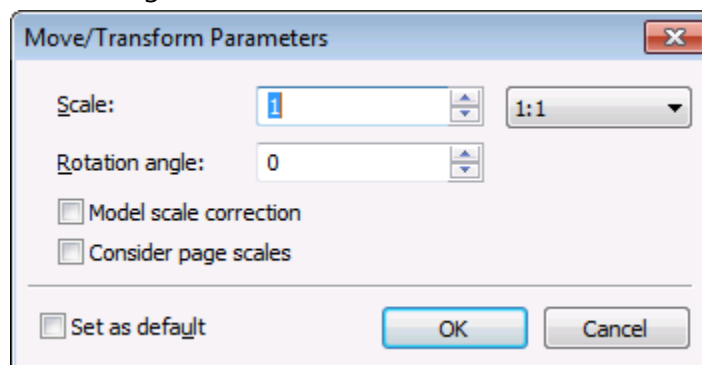 Move/Transform Parameters
Scale: 1 1:1
Rotation angle: 0
Model scale correction
Consider page scales
Set as default OK Cancel